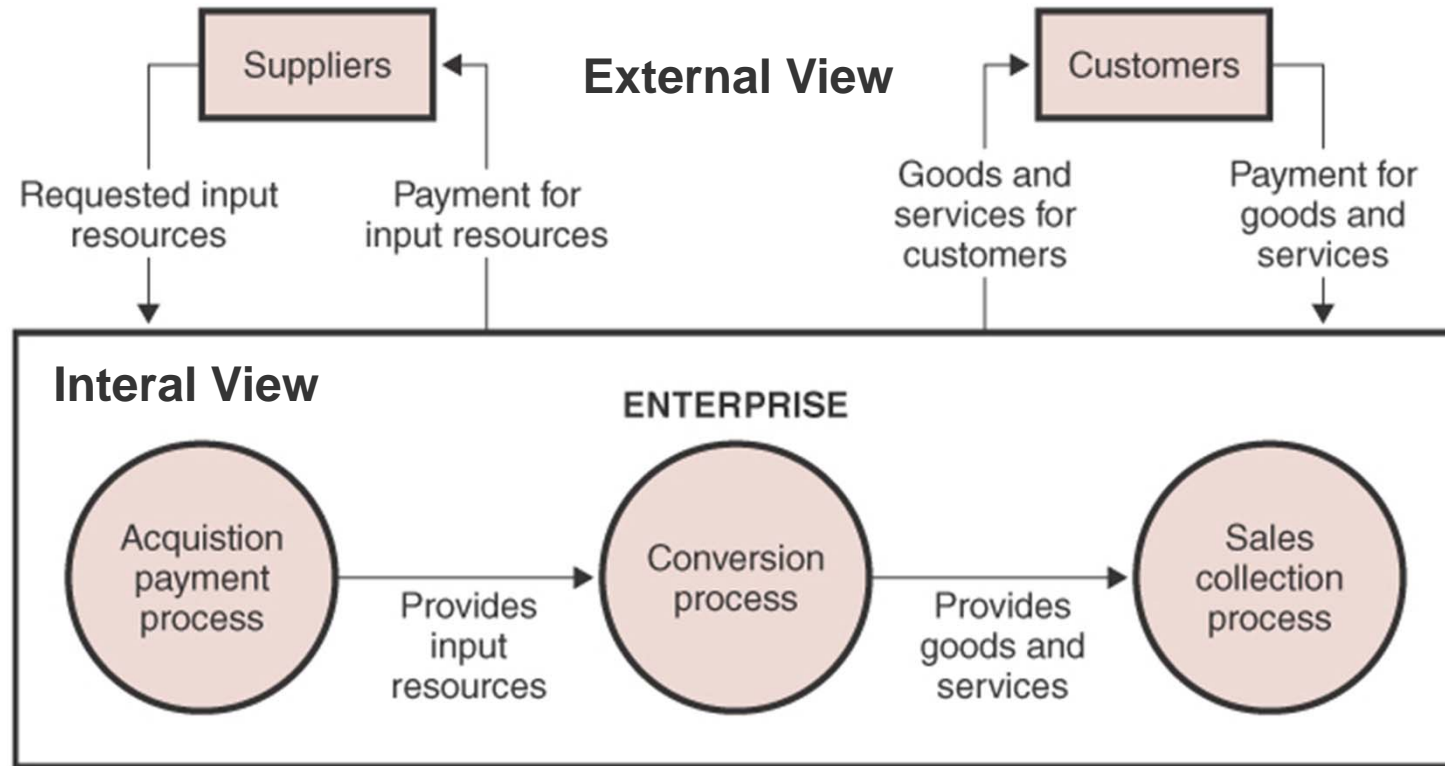 Suppliers
External View
Customers
Requested input
resources
Payment for
input resources
Goods and
services for
customers
Payment for
goods and
services
Interal View
ENTERPRISE
Acquistion
payment
process
Provides
input
resources
Conversion
process
Provides
goods and
services
Sales
collection
process